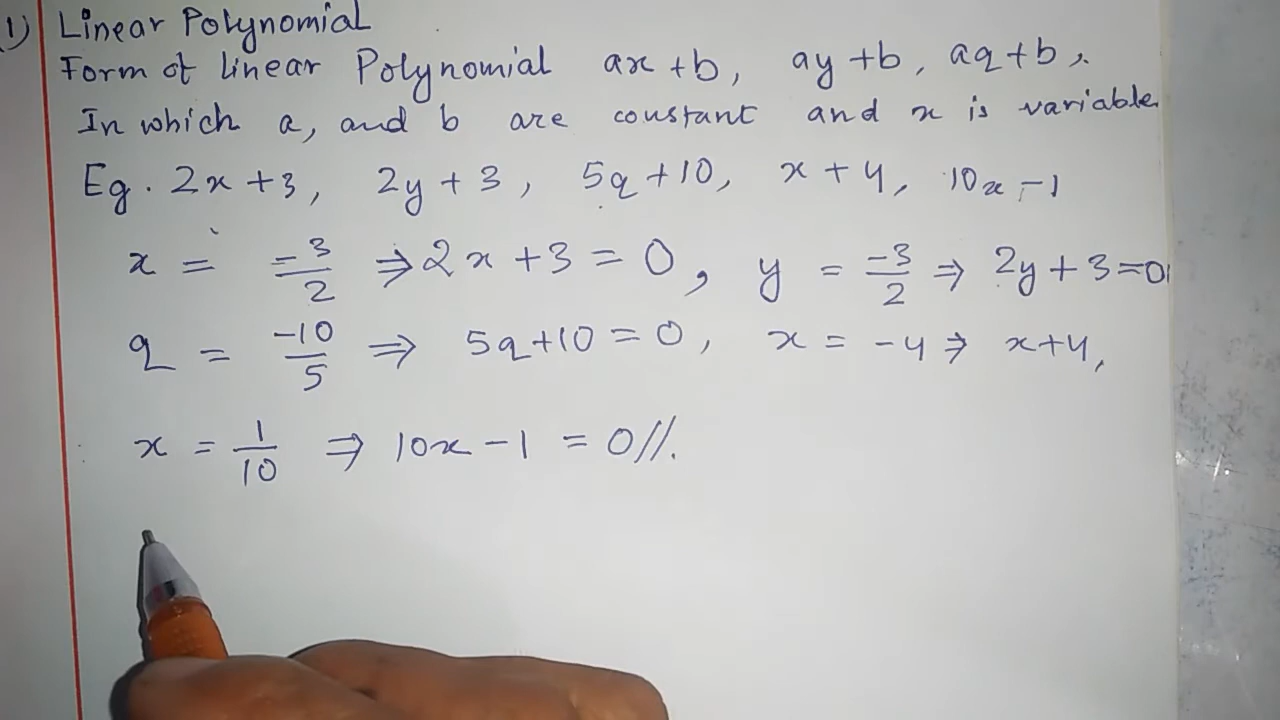 1) Linear Polynomial
Form of linear Polynomial ax+b, ay+b, aq+b,.
In which a, and b are constant and x is variable.
Eg. 2x+3, 2y+3, 5q+10, x+4, 10x-1
x = -3/2 ⇒ 2x+3=0, y = -3/2 ⇒ 2y+3=0
q = -10/5 ⇒ 5q+10=0, x=-4 ⇒ x+4,
x = 1/10 ⇒ 10x-1 = 0//.